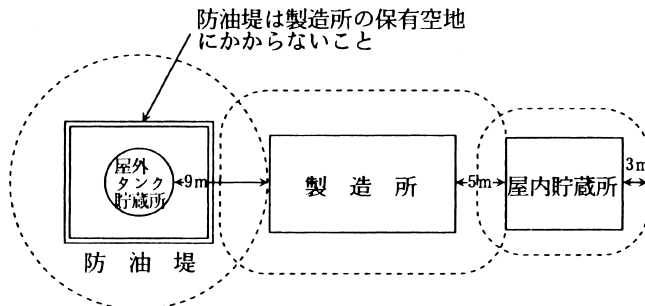 防油堤は製造所の保有空地
にかからないこと
屋外
タンク
貯蔵所
9m
製造所
5m
屋内貯蔵所
3m
防油堤